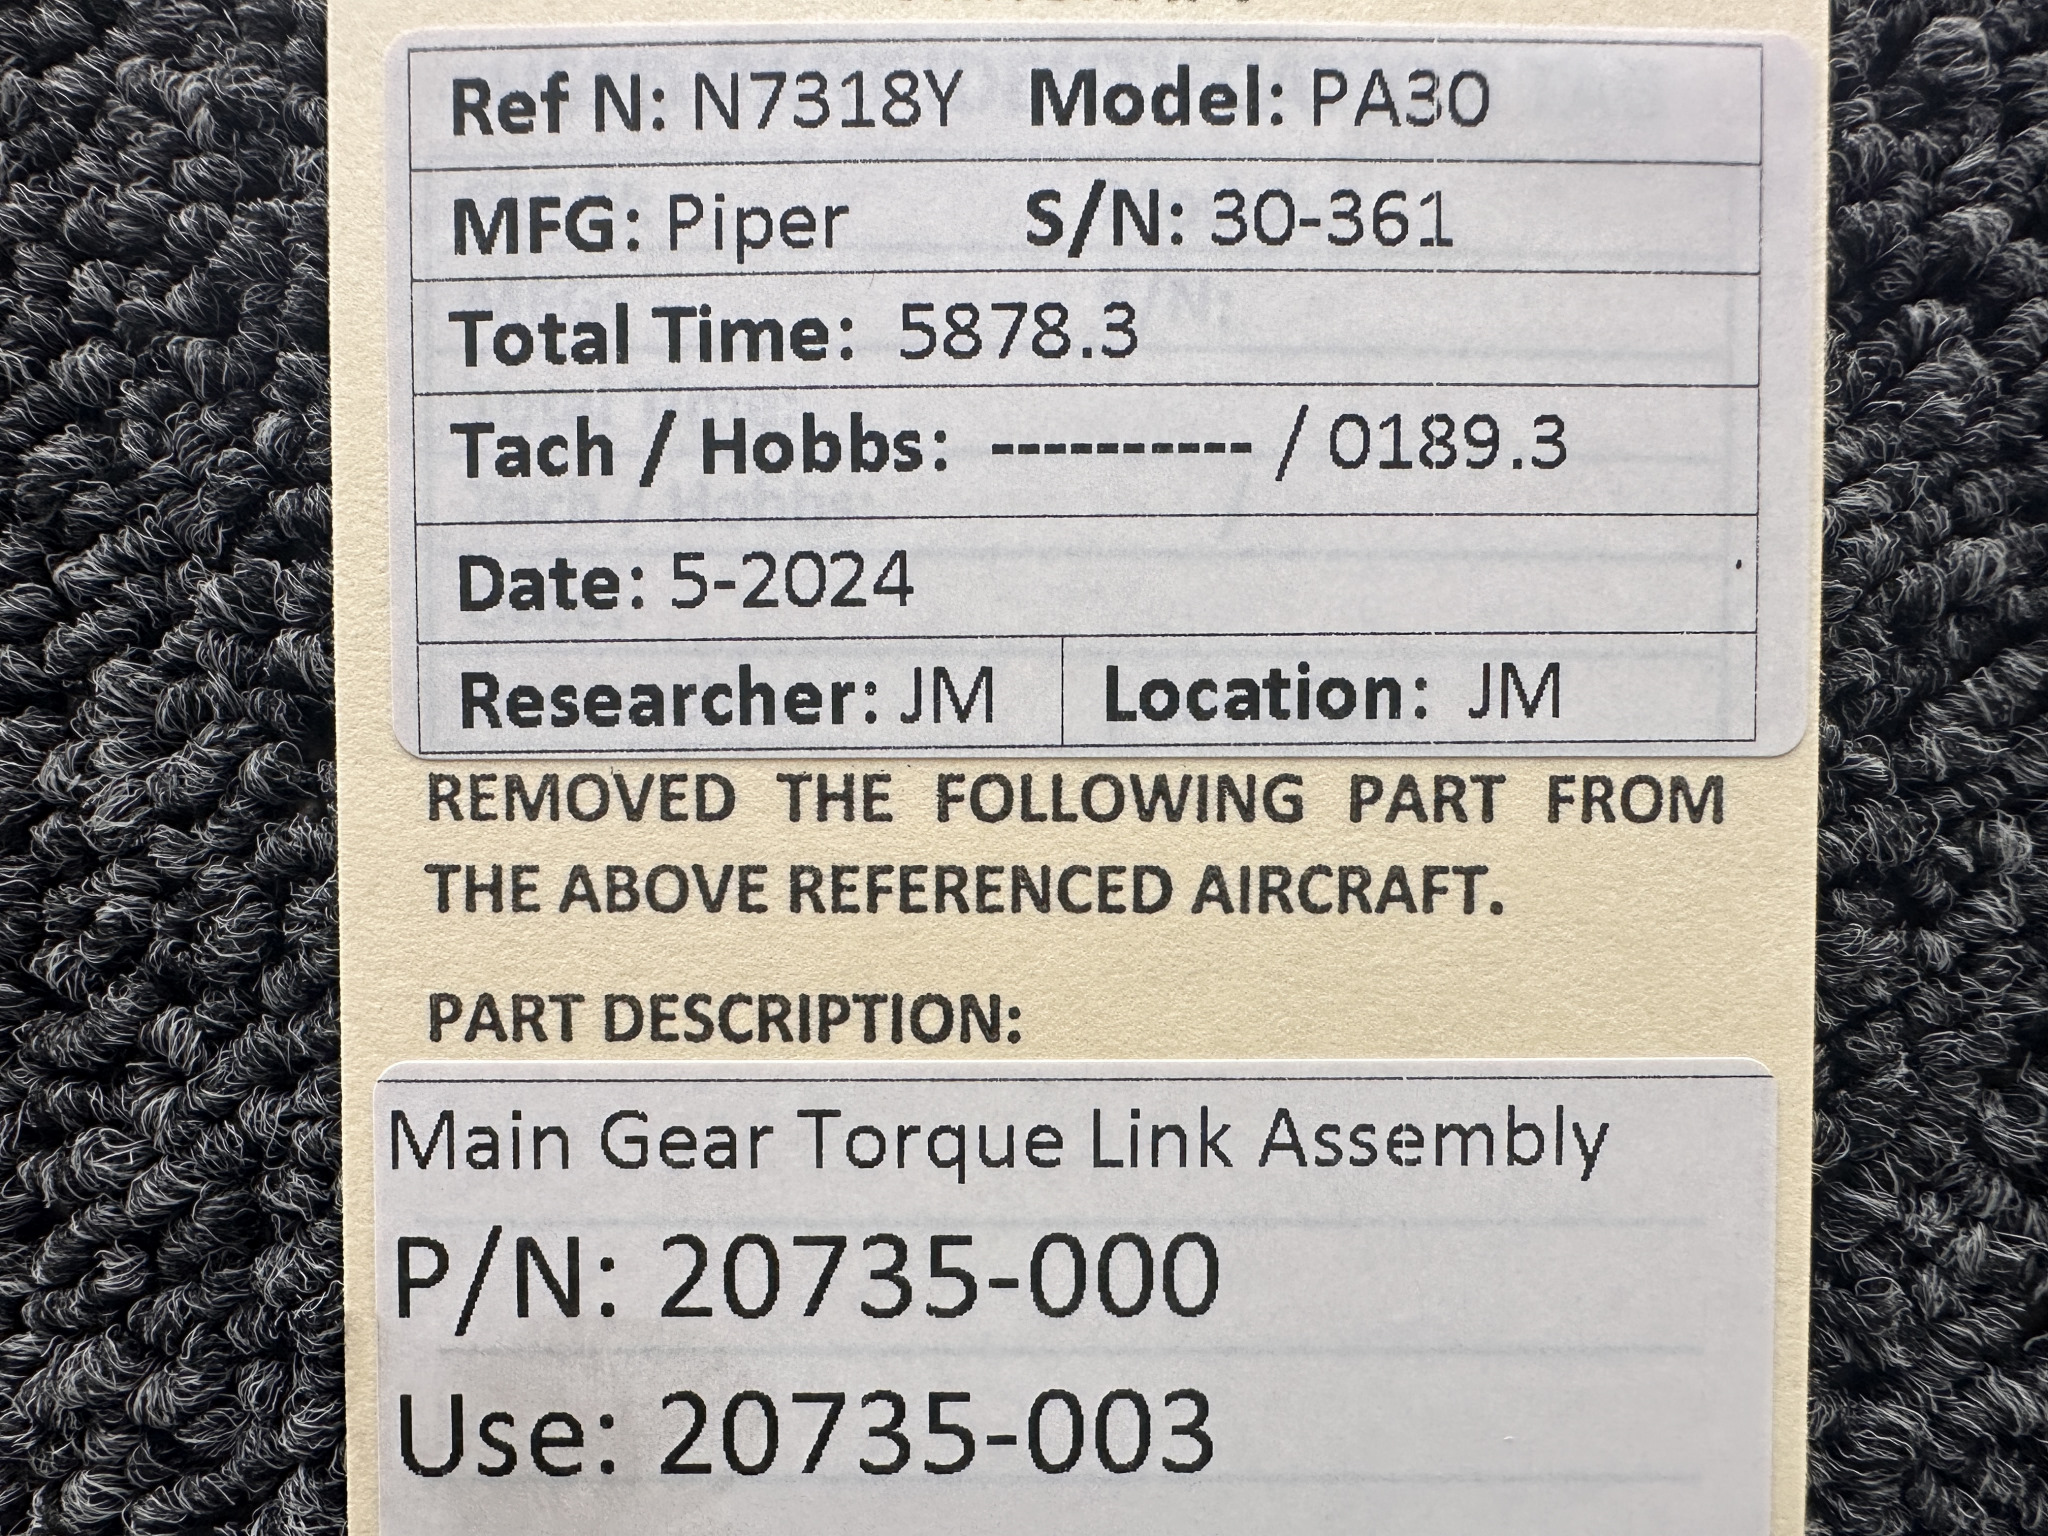 Ref N: N7318Y Model: PA30
MFG: Piper S/N: 30-361
Total Time: 5878.3
Tach / Hobbs: ---------- / 0189.3
Date: 5-2024
Researcher: JM Location: JM
REMOVED THE FOLLOWING PART FROM
THE ABOVE REFERENCED AIRCRAFT.
PART DESCRIPTION:
Main Gear Torque Link Assembly
P/N: 20735-000
Use: 20735-003